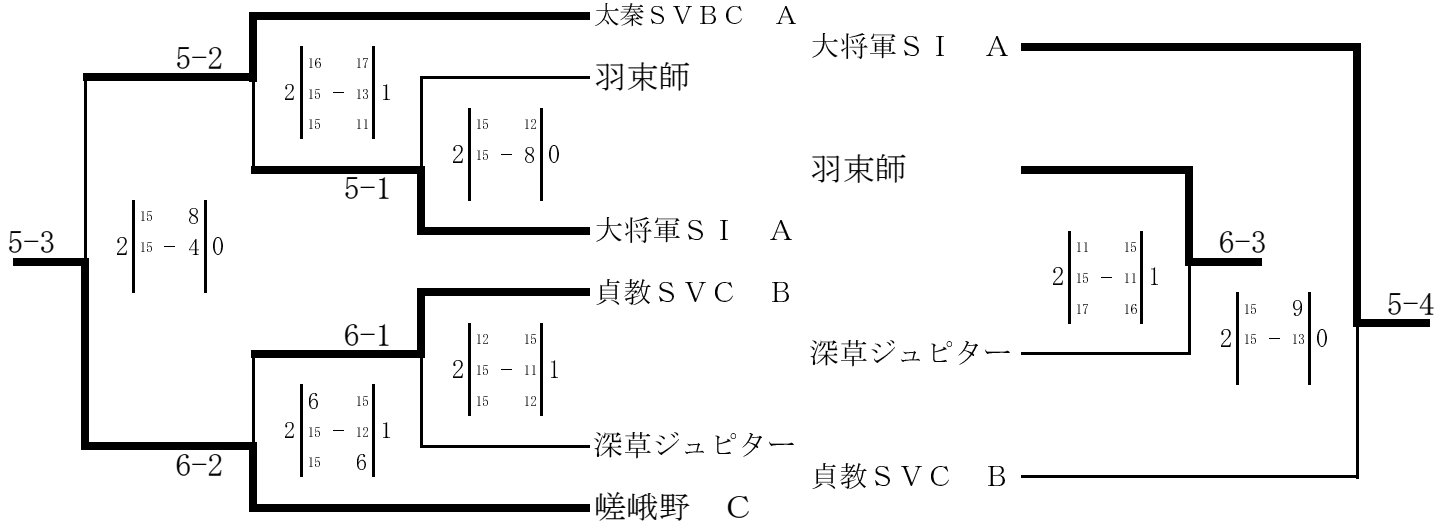 太秦ＳＶＢＣ　Ａ
大将軍ＳＩ　Ａ
5-2
16 17
2 15 - 13 1
15 11
羽束師
15 12
2 15 - 8 0
羽束師
5-1
15 8
2 15 - 4 0
大将軍ＳＩ　Ａ
5-3
6-3
11 15
2 15 - 11 1
17 16
貞教ＳＶＣ　Ｂ
5-4
15 9
2 15 - 13 0
6-1
12 15
2 15 - 11 1
15 12
深草ジュピター
6 15
2 15 - 12 1
15 6
深草ジュピター
6-2
貞教ＳＶＣ　Ｂ
嵯峨野　Ｃ